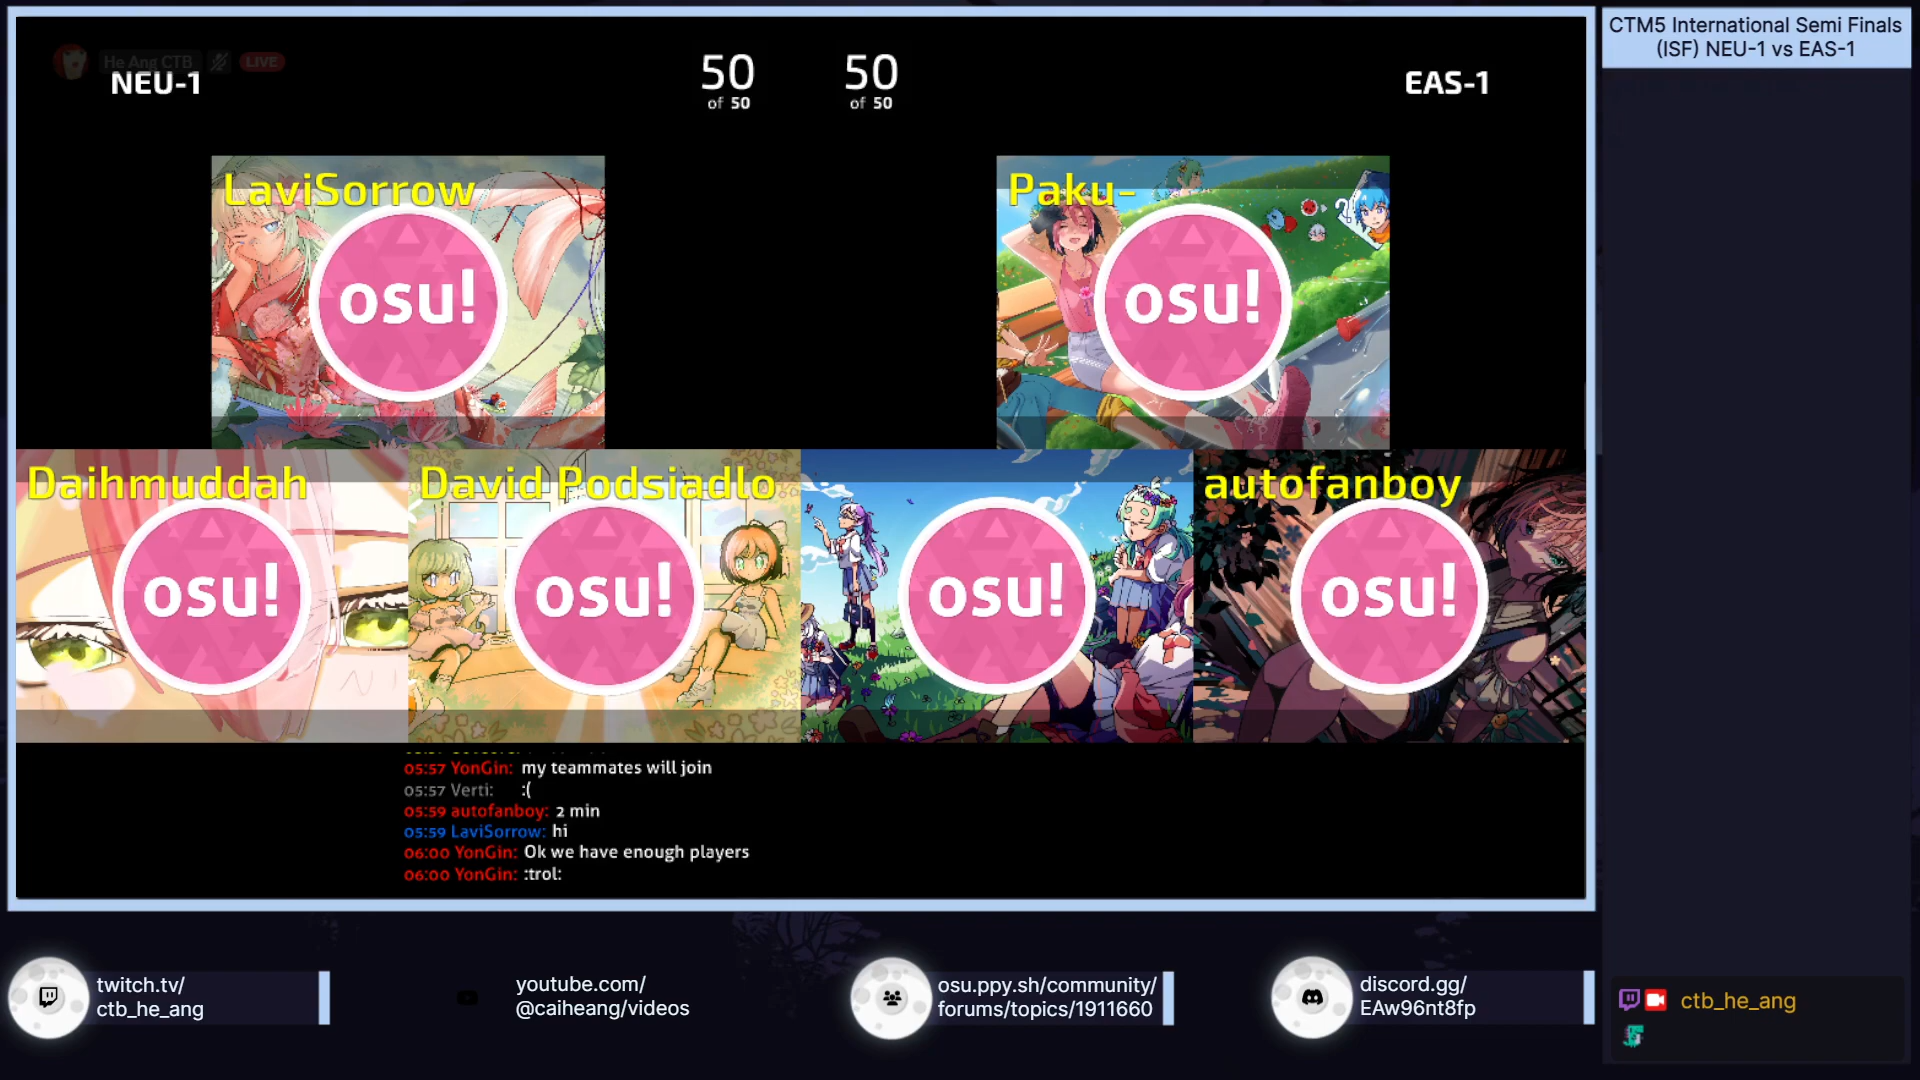 He Ang CTB
LIVE
NEU-1
50
of 50
50
of 50
EAS-1
CTM5 International Semi Finals
(ISF) NEU-1 vs EAS-1
LaviSorrow
osu!
Paku-
osu!
Daihmuddah
osu!
David Podsiadlo
osu!
osu!
autofanboy
osu!
05:57 YonGin: my teammates will join
05:57 Verti: :(
05:59 autofanboy: 2 min
05:59 LaviSorrow: hi
06:00 YonGin: Ok we have enough players
06:00 YonGin: :trol:
twitch.tv/
ctb_he_ang
youtube.com/
@caiheang/videos
osu.ppy.sh/community/
forums/topics/1911660
discord.gg/
EAw96nt8fp
ctb_he_ang